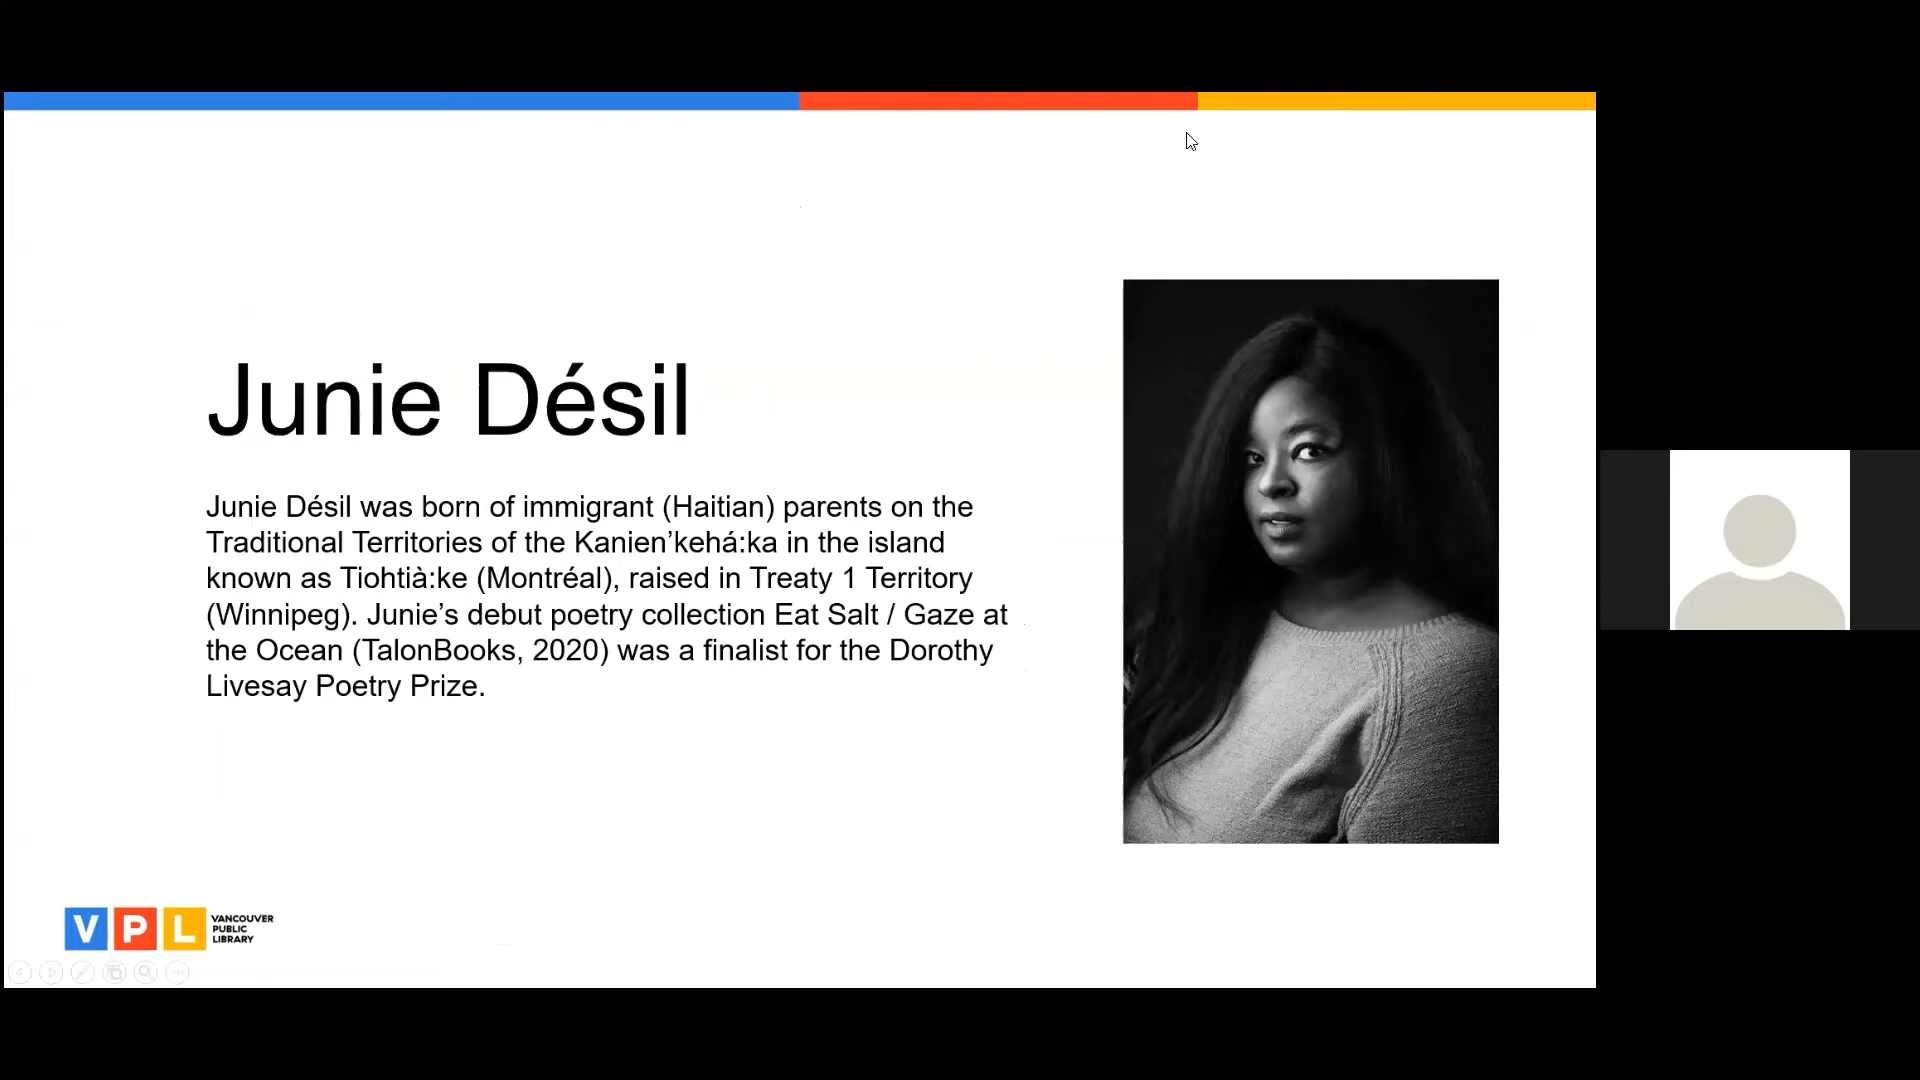 Junie Désil
Junie Désil was born of immigrant (Haitian) parents on the
Traditional Territories of the Kanien’kehá:ka in the island
known as Tiohtià:ke (Montréal), raised in Treaty 1 Territory
(Winnipeg). Junie’s debut poetry collection Eat Salt / Gaze at
the Ocean (TalonBooks, 2020) was a finalist for the Dorothy
Livesay Poetry Prize.
VPL
VANCOUVER
PUBLIC
LIBRARY